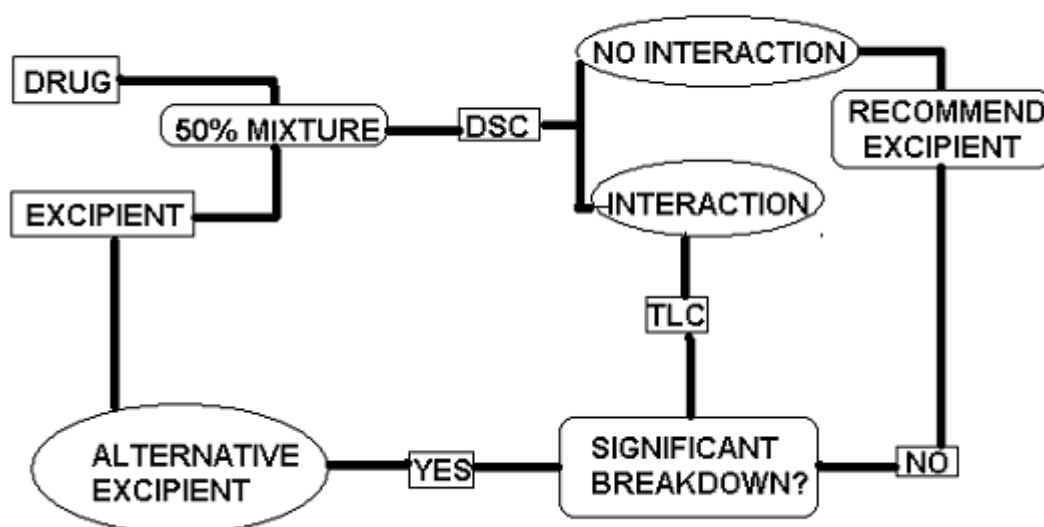 DRUG
50% MIXTURE
EXCIPIENT
DSC
NO INTERACTION
INTERACTION
RECOMMEND
EXCIPIENT
TLC
SIGNIFICANT
BREAKDOWN?
NO
YES
ALTERNATIVE
EXCIPIENT